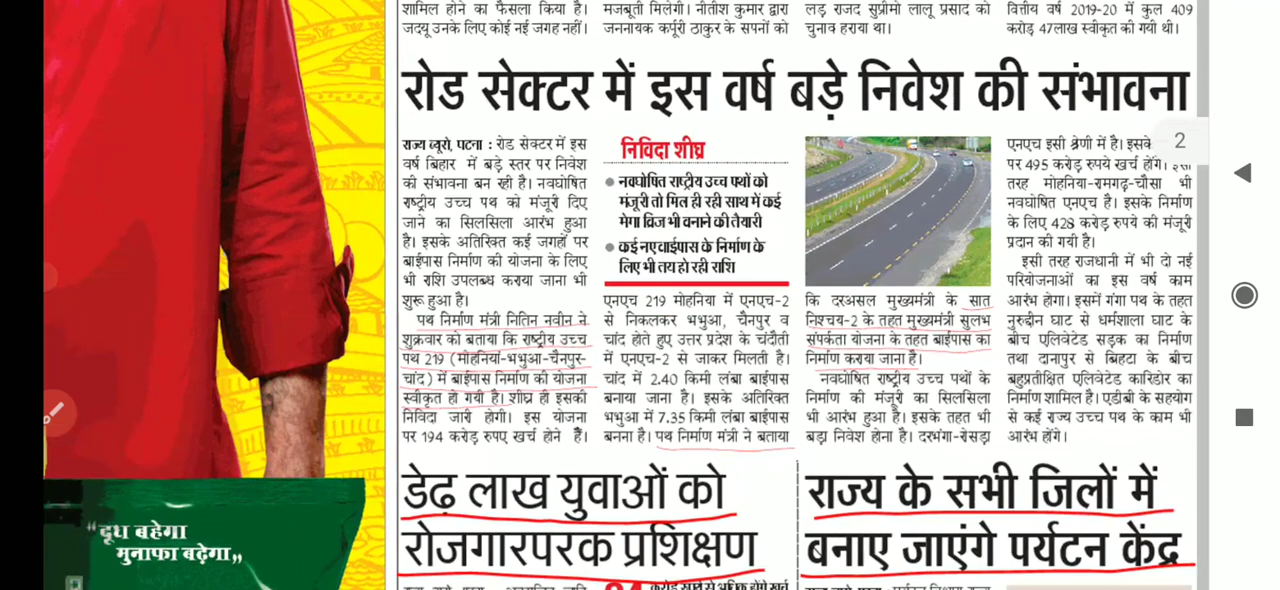 शामिल होने का फैसला किया है।
जदयू उनके लिए कोई नई जगह नहीं।
मजबूती मिलेगी। नीतीश कुमार द्वारा
जननायक कर्पूरी ठाकुर के सपनों को
लड़ राजद सुप्रीमो लालू प्रसाद को
चुनाव हराया था।
वित्तीय वर्ष 2019-20 में कुल 409
करोड़ 47लाख स्वीकृत की गयी थी।
रोड सेक्टर में इस वर्ष बड़े निवेश की संभावना
राज्य ब्यूरो, पटना : रोड सेक्टर में इस
वर्ष बिहार में बड़े स्तर पर निवेश
की संभावना बन रही है। नवघोषित
राष्ट्रीय उच्च पथ को मंजूरी दिए
जाने का सिलसिला आरंभ हुआ
है। इसके अतिरिक्त कई जगहों पर
बाईपास निर्माण की योजना के लिए
भी राशि उपलब्ध कराया जाना भी
शुरू हुआ है।
पथ निर्माण मंत्री नितिन नवीन ने
शुक्रवार को बताया कि राष्ट्रीय उच्च
पथ 219 (मोहनियां-भभुआ-चैनपुर-
चांद) में बाईपास निर्माण की योजना
स्वीकृत हो गयी है। शीघ्र ही इसकी
निविदा जारी होगी। इस योजना
पर 194 करोड़ रुपए खर्च होने हैं।
निविदा शीघ्र
नवघोषित राष्ट्रीय उच्च पथों को
मंजूरी तो मिल ही रही साथ में कई
मेगा ब्रिज भी बनाने की तैयारी
कई नए बाईपास के निर्माण के
लिए भी तय हो रही राशि
एनएच 219 मोहनिया में एनएच-2
से निकलकर भभुआ, चैनपुर व
चांद होते हुए उत्तर प्रदेश के चंदौली
में एनएच-2 से जाकर मिलती है।
चांद में 2.40 किमी लंबा बाईपास
बनाया जाना है। इसके अतिरिक्त
भभुआ में 7.35 किमी लंबा बाईपास
बनना है। पथ निर्माण मंत्री ने बताया
कि दरअसल मुख्यमंत्री के सात
निश्चय-2 के तहत मुख्यमंत्री सुलभ
संपर्कता योजना के तहत बाईपास का
निर्माण कराया जाना है।
नवघोषित राष्ट्रीय उच्च पथों के
निर्माण की मंजूरी का सिलसिला
भी आरंभ हुआ है। इसके तहत भी
बड़ा निवेश होना है। दरभंगा-रोसड़ा
एनएच इसी श्रेणी में है। इसके
पर 495 करोड़ रुपये खर्च होंगे। इसी
तरह मोहनिया-रामगढ़-चौसा भी
नवघोषित एनएच है। इसके निर्माण
के लिए 428 करोड़ रुपये की मंजूरी
प्रदान की गयी है।
इसी तरह राजधानी में भी दो नई
परियोजनाओं का इस वर्ष काम
आरंभ होगा। इसमें गंगा पथ के तहत
नुरुद्दीन घाट से धर्मशाला घाट के
बीच एलिवेटेड सड़क का निर्माण
तथा दानापुर से बिहटा के बीच
बहुप्रतीक्षित एलिवेटेड कारिडोर का
निर्माण शामिल है। एडीबी के सहयोग
से कई राज्य उच्च पथ के काम भी
आरंभ होंगे।
2
डेढ़ लाख युवाओं को
रोजगारपरक प्रशिक्षण
राज्य के सभी जिलों में
बनाए जाएंगे पर्यटन केंद्र
“दूध बहेगा
मुनाफा बढ़ेगा„